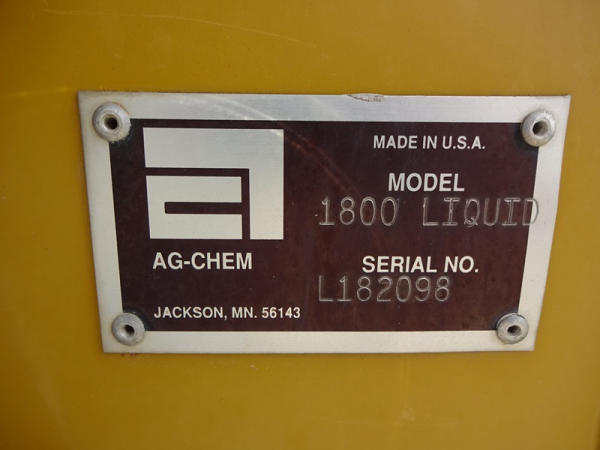 MADE IN U.S.A.
MODEL
1800 LIQUID
AG-CHEM
SERIAL NO.
L182098
JACKSON, MN. 56143